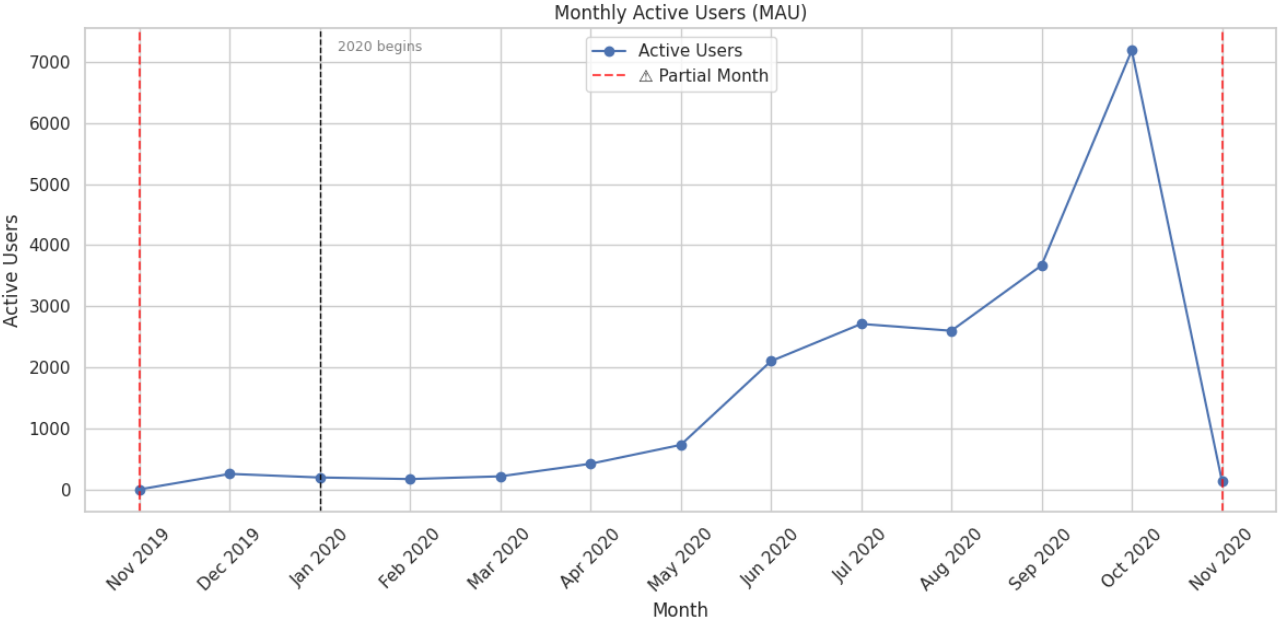 Monthly Active Users (MAU)
2020 begins
Active Users
⚠ Partial Month
Active Users
7000
6000
5000
4000
3000
2000
1000
0
Nov 2019
Dec 2019
Jan 2020
Feb 2020
Mar 2020
Apr 2020
May 2020
Jun 2020
Jul 2020
Aug 2020
Sep 2020
Oct 2020
Nov 2020
Month